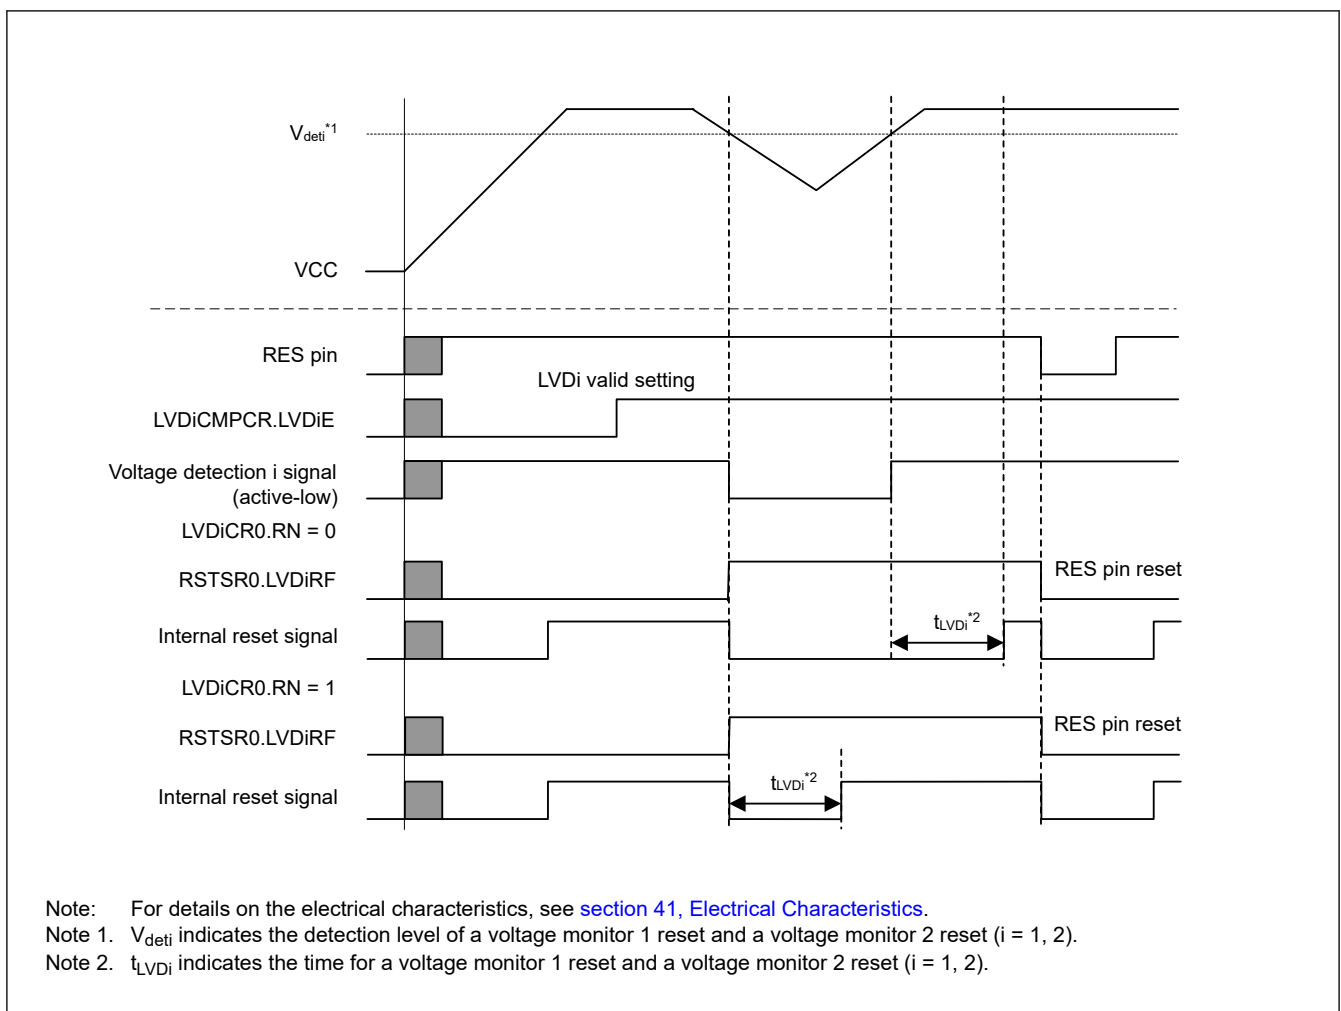 Vdeti*1
VCC
RES pin
LVDi valid setting
LVDiCMPCR.LVDiE
Voltage detection i signal
(active-low)
LVDiCR0.RN = 0
RSTSR0.LVDiRF
RES pin reset
Internal reset signal
tLVDi*2
LVDiCR0.RN = 1
RSTSR0.LVDiRF
RES pin reset
Internal reset signal
tLVDi*2
Note: For details on the electrical characteristics, see section 41, Electrical Characteristics.
Note 1. Vdeti indicates the detection level of a voltage monitor 1 reset and a voltage monitor 2 reset (i = 1, 2).
Note 2. tLVDi indicates the time for a voltage monitor 1 reset and a voltage monitor 2 reset (i = 1, 2).